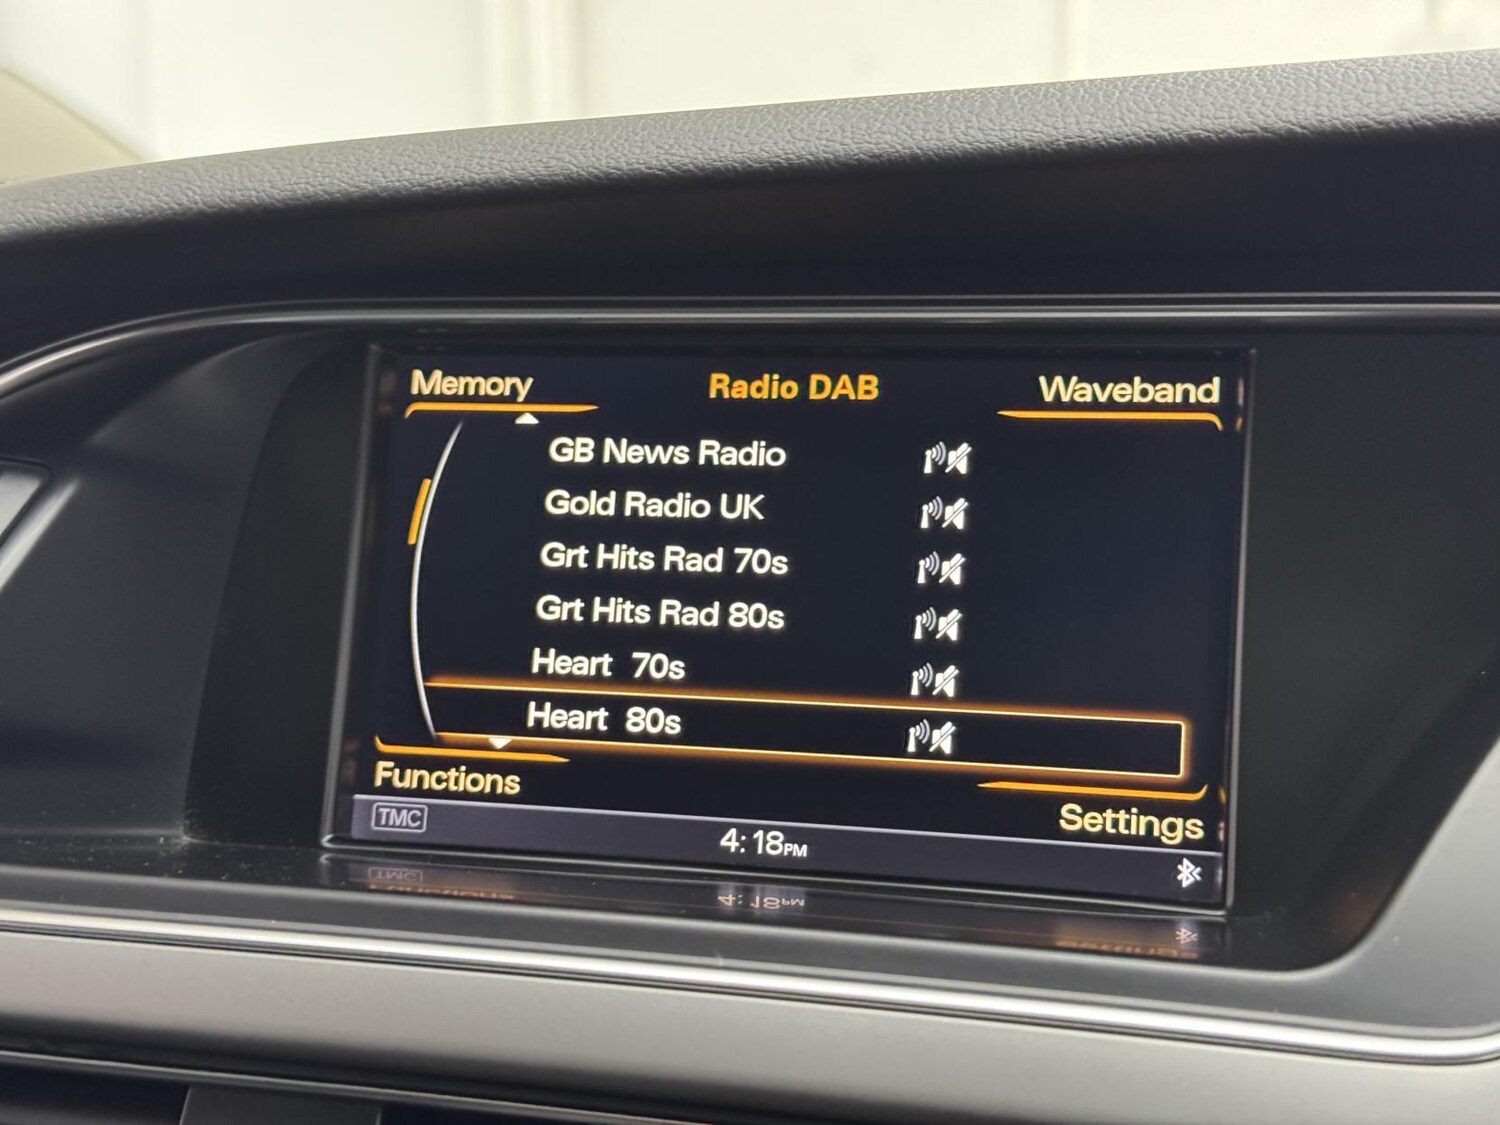 Memory Radio DAB Waveband
GB News Radio
Gold Radio UK
Grt Hits Rad 70s
Grt Hits Rad 80s
Heart 70s
Heart 80s
Functions
Settings
TMC
4:18PM